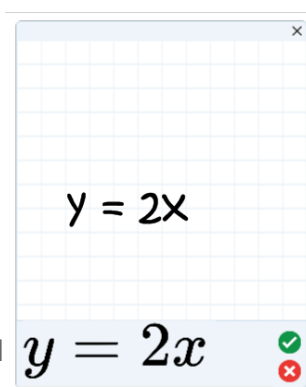 y = 2x
y = 2x